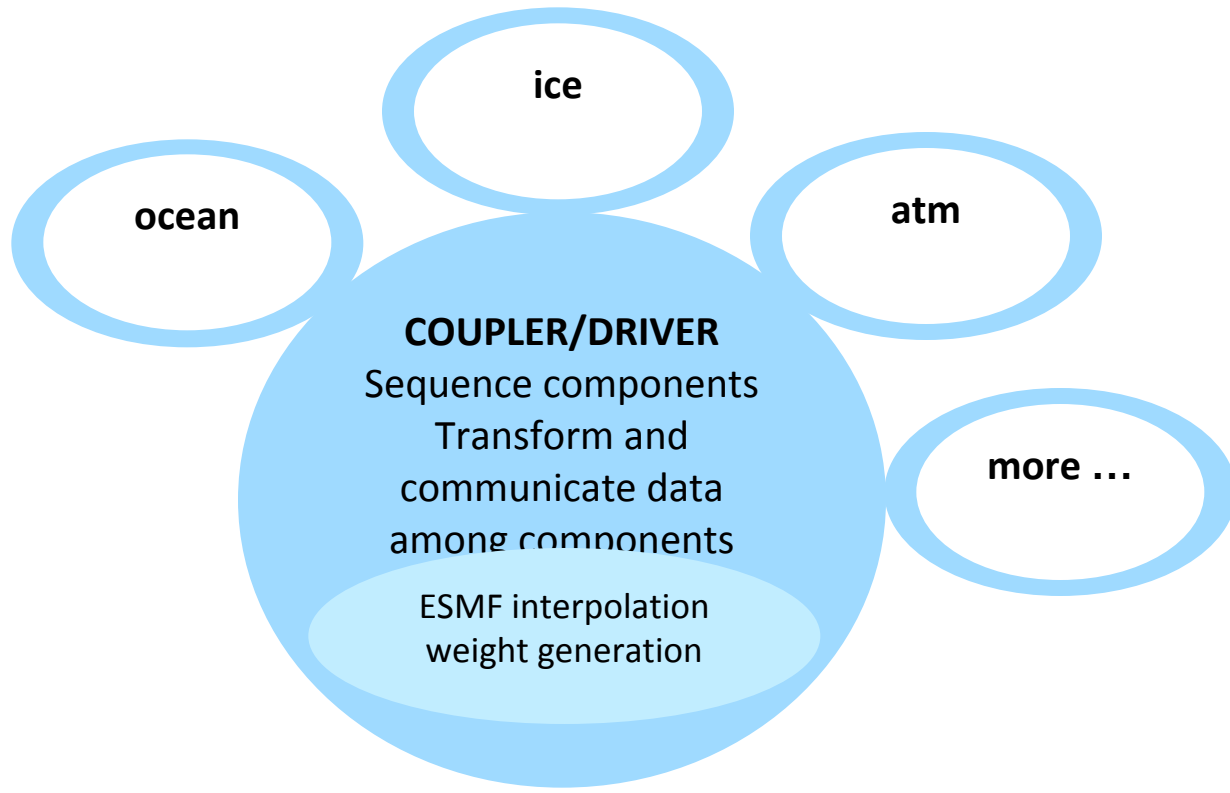 ice
ocean
atm
COUPLER/DRIVER
Sequence components
Transform and
communicate data
among components
more …
ESMF interpolation
weight generation